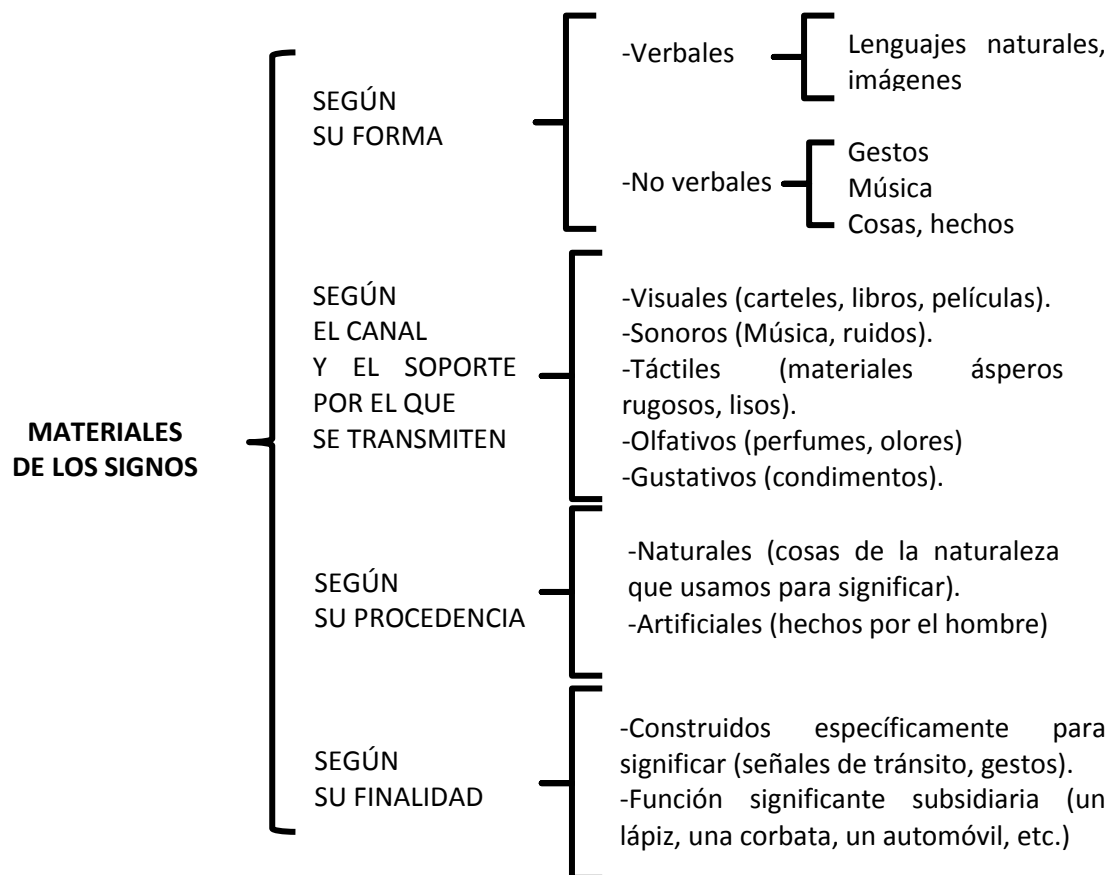 MATERIALES
DE LOS SIGNOS
SEGÚN
SU FORMA
-Verbales
Lenguajes naturales,
imágenes
-No verbales
Gestos
Música
Cosas, hechos
SEGÚN
EL CANAL
Y EL SOPORTE
POR EL QUE
SE TRANSMITEN
-Visuales (carteles, libros, películas).
-Sonoros (Música, ruidos).
-Táctiles (materiales ásperos
rugosos, lisos).
-Olfativos (perfumes, olores)
-Gustativos (condimentos).
SEGÚN
SU PROCEDENCIA
-Naturales (cosas de la naturaleza
que usamos para significar).
-Artificiales (hechos por el hombre)
SEGÚN
SU FINALIDAD
-Construidos específicamente para
significar (señales de tránsito, gestos).
-Función significante subsidiaria (un
lápiz, una corbata, un automóvil, etc.)